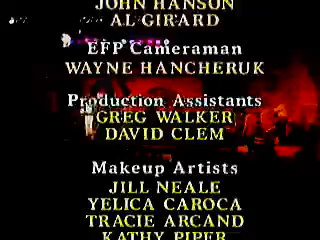 JOHN HANSON
AL GIRARD
EFP Cameraman
WAYNE HANCHERUK
Production Assistants
GREG WALKER
DAVID CLEM
Makeup Artists
JILL NEALE
YELICA CAROCA
TRACIE ARCAND
KATHY PIPER